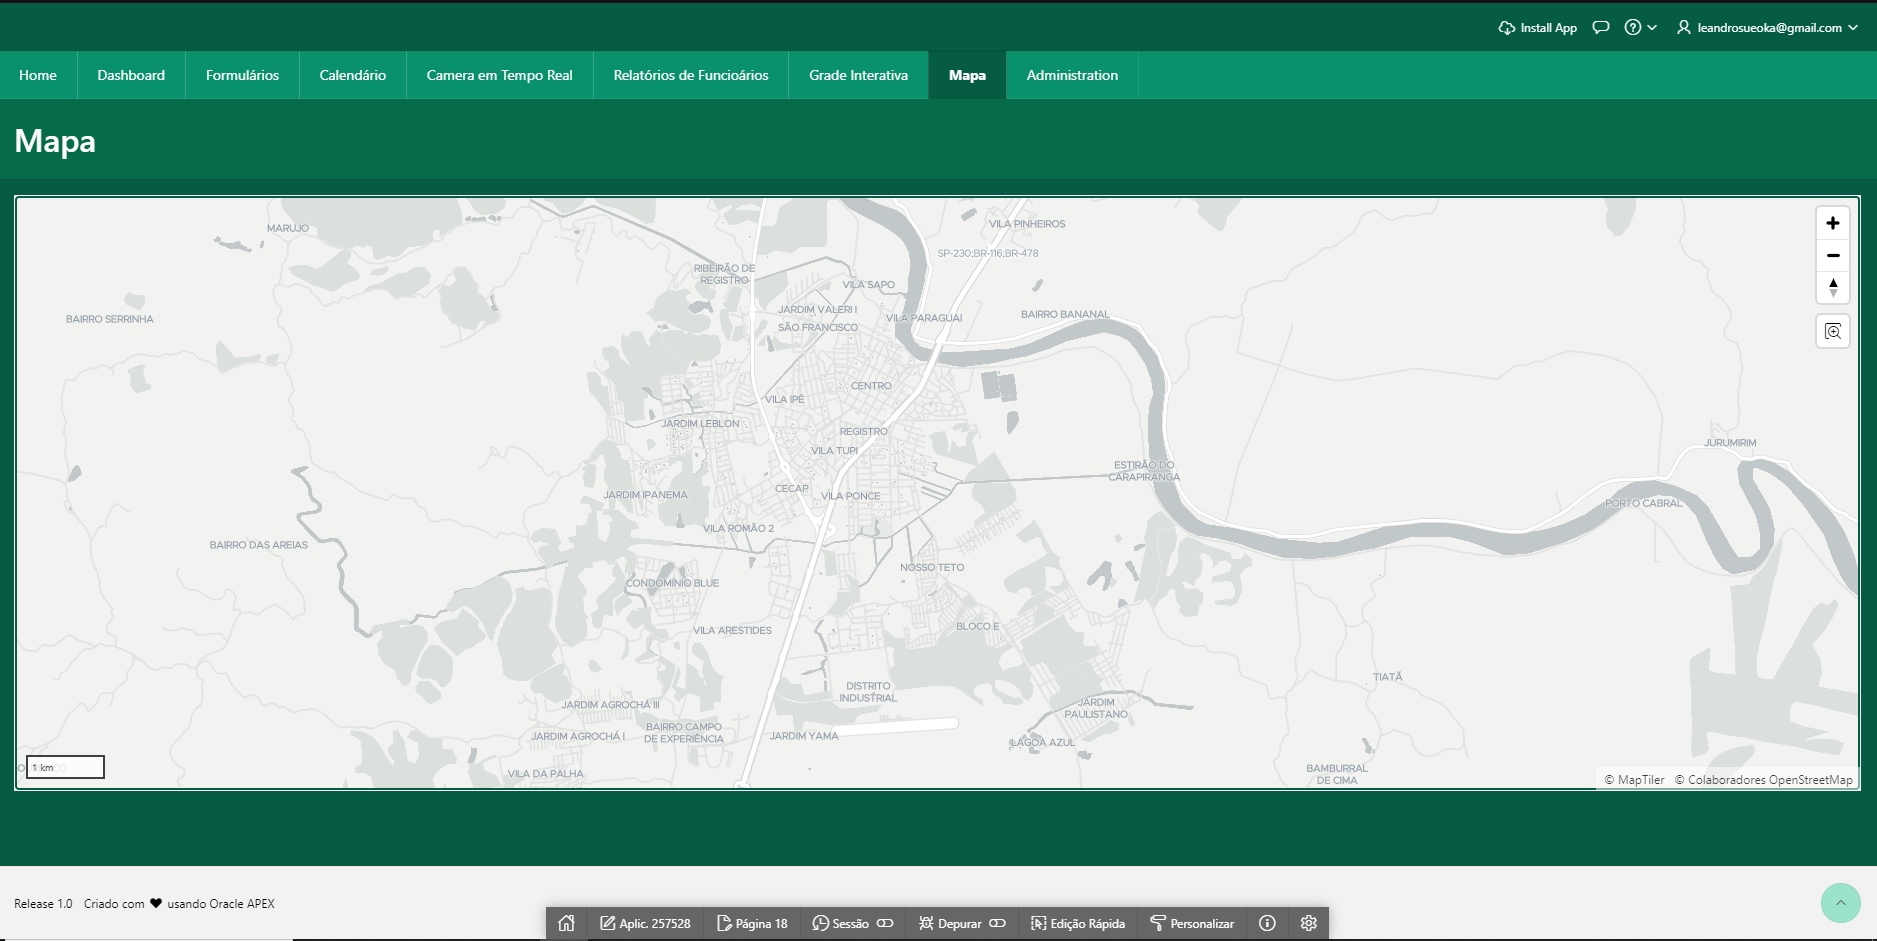 Install App
leandrosueoka@gmail.com
Home
Dashboard
Formulários
Calendário
Camera em Tempo Real
Relatórios de Funcioários
Grade Interativa
Mapa
Administration
Mapa
MARUJO
VILA PINHEIROS
SP-230;BR-116;BR-478
RIBEIRÃO DE
REGISTRO
VILA SAPO
JARDIM VALERI I
BAIRRO SERRINHA
VILA PARAGUAI
BAIRRO BANANAL
SÃO FRANCISCO
CENTRO
VILA IPÊ
JARDIM LEBLON
REGISTRO
JURUMIRIM
VILA TUPI
ESTIRÃO DO
CARAPIRANGA
CECAP
JARDIM IPANEMA
VILA PONCE
PORTO CABRAL
VILA ROMÃO 2
BAIRRO DAS AREIAS
NOSSO TETO
CONDOMÍNIO BLUE
BLOCO E
VILA ARESTIDES
TIATÃ
DISTRITO
INDUSTRIAL
JARDIM AGROCHÁ III
JARDIM
PAULISTANO
BAIRRO CAMPO
DE EXPERIÊNCIA
JARDIM AGROCHÁ I
JARDIM YAMA
LAGOA AZUL
1 km
VILA DA PALHA
BAMBURRAL
DE CIMA
© MapTiler © Colaboradores OpenStreetMap
Release 1.0 Criado com ♥ usando Oracle APEX
Aplic. 257528
Página 18
Sessão
Depurar
Edição Rápida
Personalizar